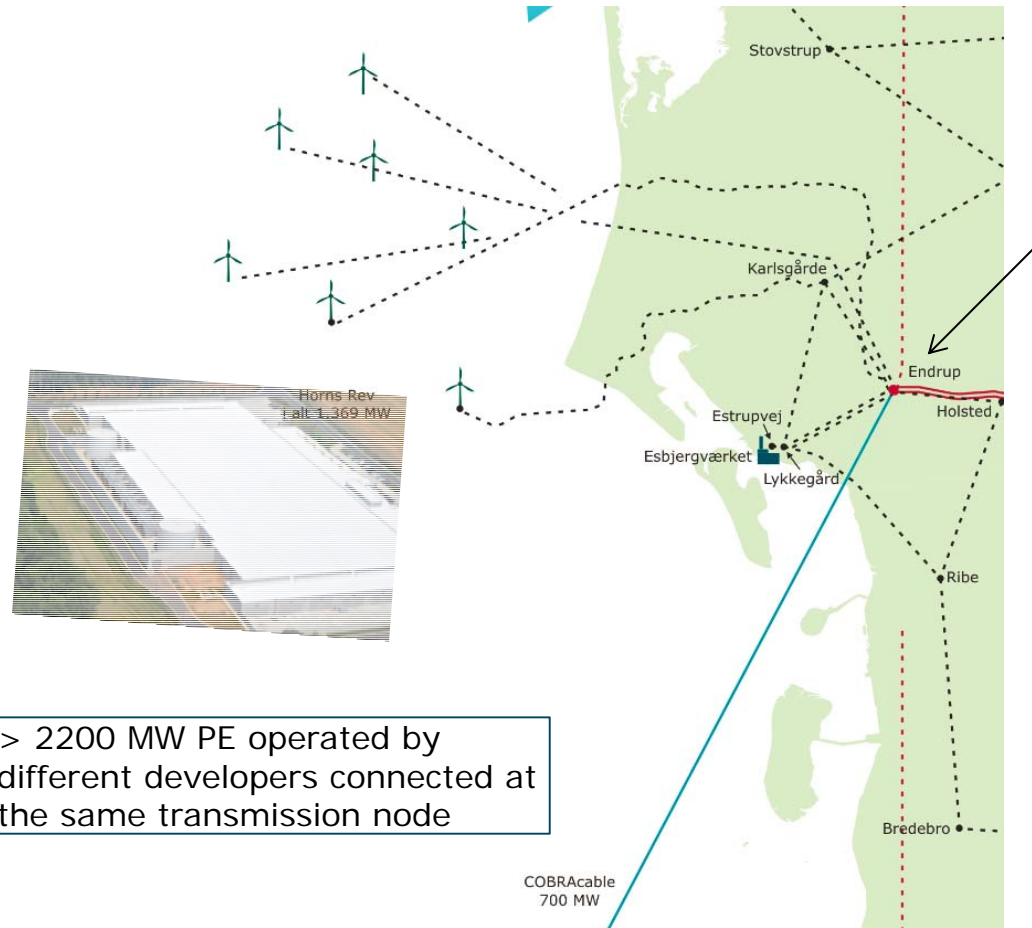 Stovstrup
Karlsgårde
Endrup
Holsted
Horns Rev
i alt 1.369 MW
Estrupvej
Esbjergværket
Lykkegård
Ribe
> 2200 MW PE operated by
different developers connected at
the same transmission node
Bredebro
COBRAcable
700 MW